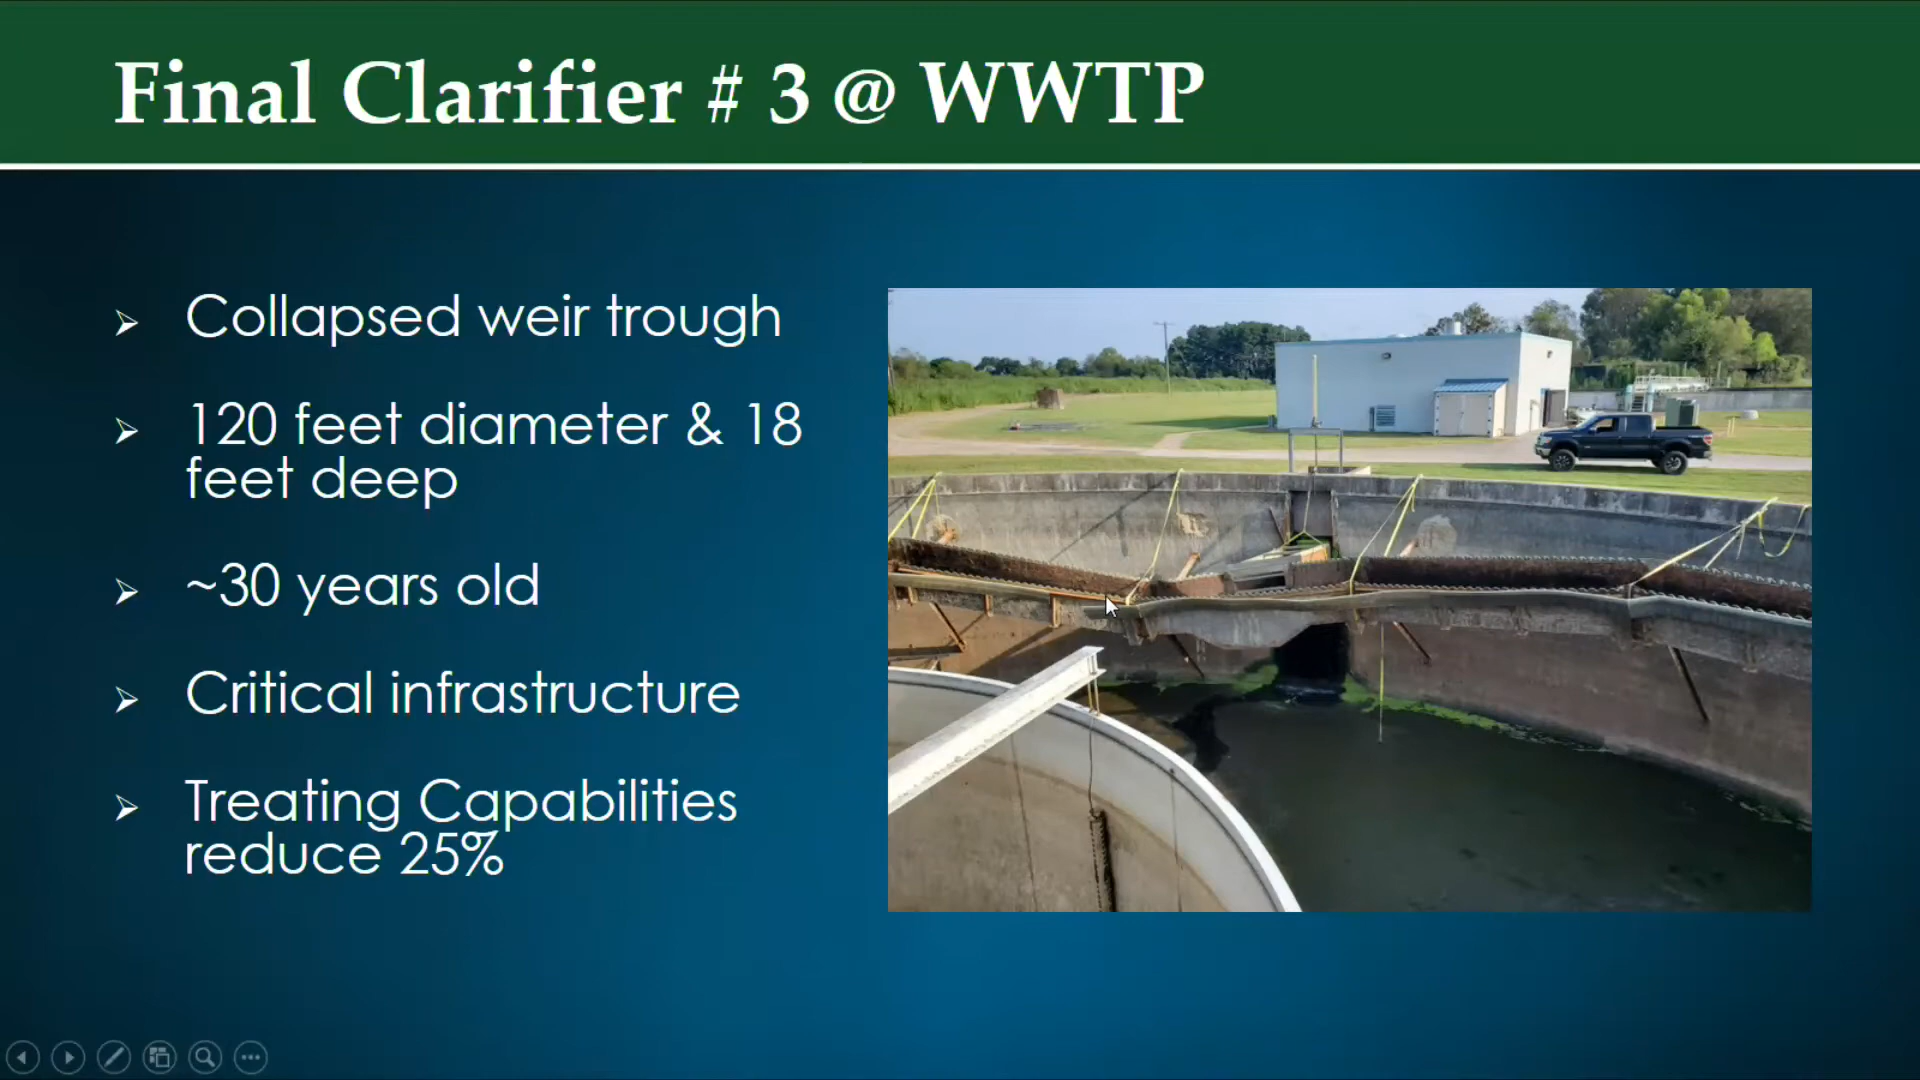 Final Clarifier # 3 @ WWTP
Collapsed weir trough
120 feet diameter & 18
feet deep
~30 years old
Critical infrastructure
Treating Capabilities
reduce 25%